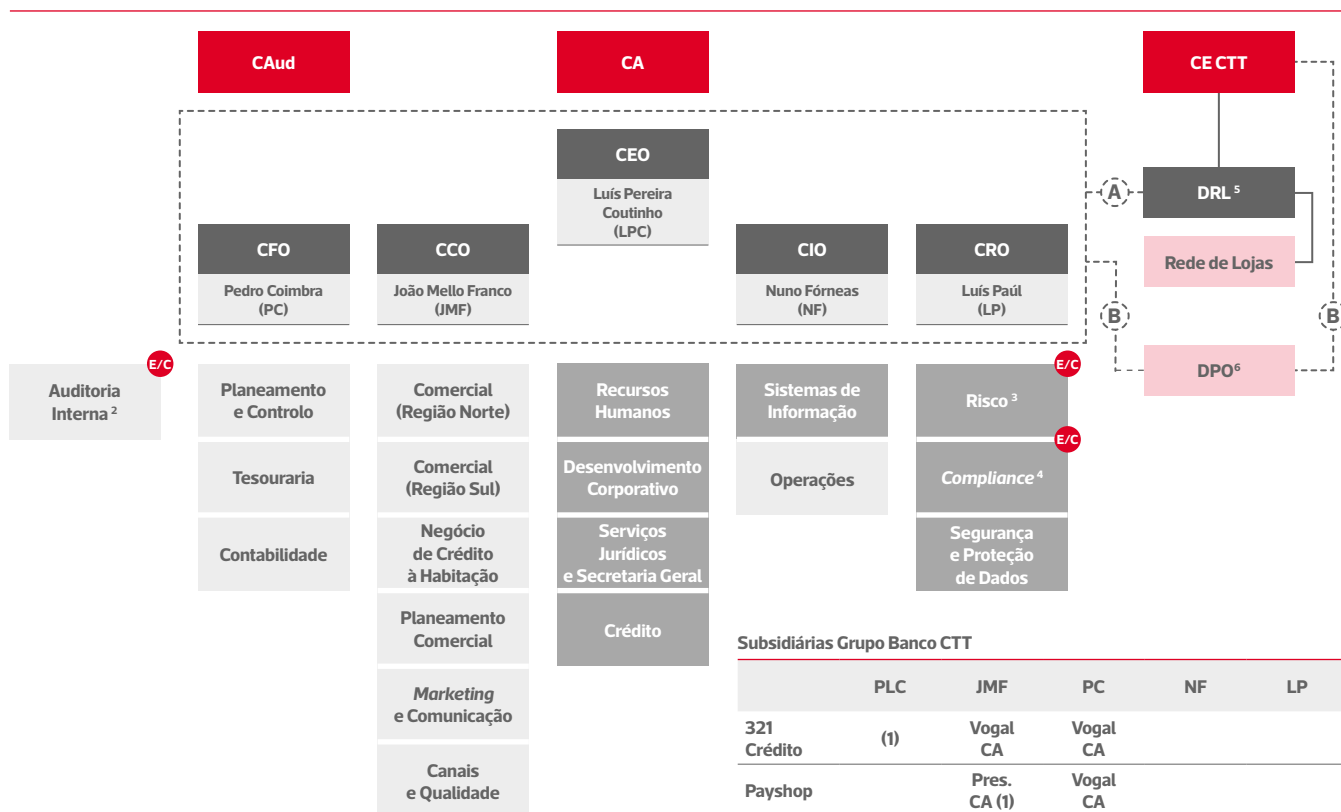 CAud
CA
CE CTT
CEO
Luís Pereira
Coutinho
(LPC)
CFO
Pedro Coimbra
(PC)
CCO
João Mello Franco
(JMF)
CIO
Nuno Fórneas
(NF)
CRO
Luís Paúl
(LP)
A
DRL 5
Rede de Lojas
B
B
DPO6
E/C
Auditoria
Interna 2
Planeamento
e Controlo
Tesouraria
Contabilidade
Comercial
(Região Norte)
Comercial
(Região Sul)
Negócio
de Crédito
à Habitação
Planeamento
Comercial
Marketing
e Comunicação
Canais
e Qualidade
Recursos
Humanos
Desenvolvimento
Corporativo
Serviços
Jurídicos
e Secretaria Geral
Crédito
Sistemas de
Informação
Operações
E/C
Risco 3
E/C
Compliance 4
Segurança
e Proteção
de Dados
Subsidiárias Grupo Banco CTT
PLC JMF PC NF LP
321
Crédito
(1)
Vogal
CA
Vogal
CA
Payshop
Pres.
CA (1)
Vogal
CA